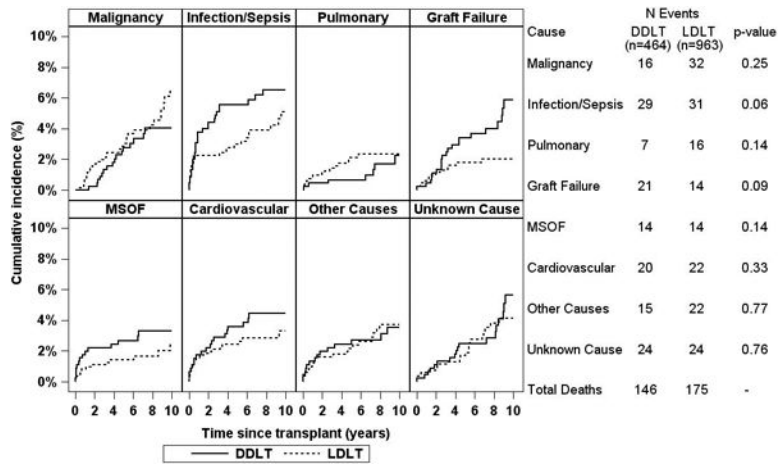 Malignancy Infection/Sepsis Pulmonary Graft Failure
10%
8%
6%
4%
2%
0%
MSOF Cardiovascular Other Causes Unknown Cause
10%
8%
6%
4%
2%
0%
0 2 4 6 8 10 0 2 4 6 8 10 0 2 4 6 8 10 0 2 4 6 8 10
Cumulative incidence (%)
Time since transplant (years)
DDLT LDLT
N Events
Cause DDLT (n=464) LDLT (n=963) p-value
Malignancy 16 32 0.25
Infection/Sepsis 29 31 0.06
Pulmonary 7 16 0.14
Graft Failure 21 14 0.09
MSOF 14 14 0.14
Cardiovascular 20 22 0.33
Other Causes 15 22 0.77
Unknown Cause 24 24 0.76
Total Deaths 146 175 -